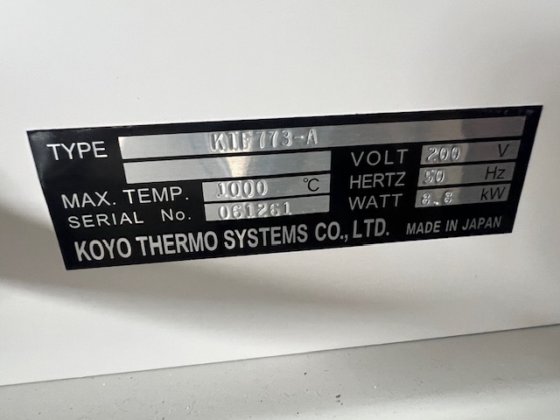 TYPE KIF773-A
VOLT 200 V
MAX. TEMP. 1000 °C
HERTZ 50 Hz
SERIAL No. 061261
WATT kW
KOYO THERMO SYSTEMS CO., LTD. MADE IN JAPAN